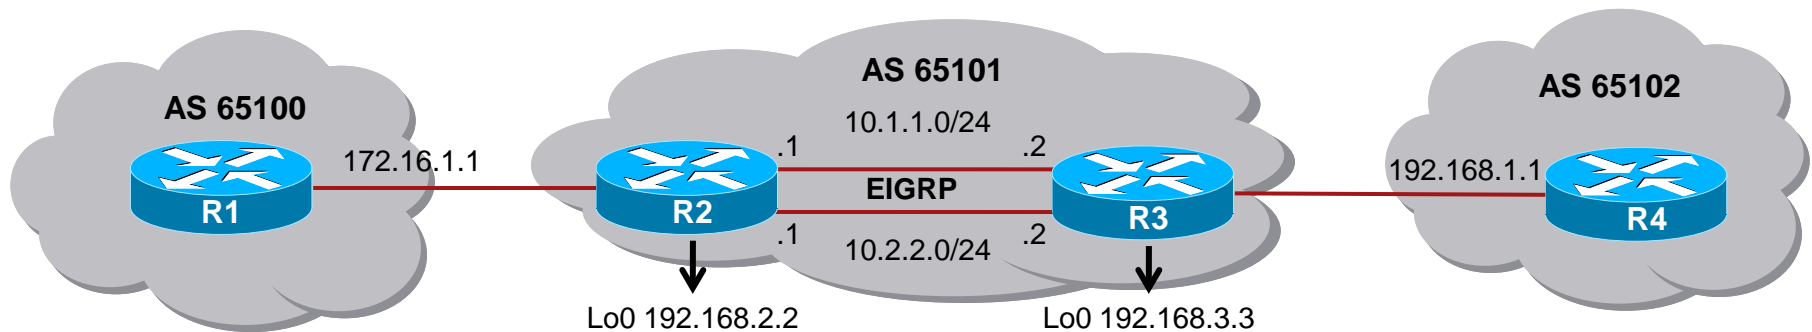 AS 65100
AS 65101
AS 65102
10.1.1.0/24
.1
.2
172.16.1.1
EIGRP
192.168.1.1
R1
R2
R3
R4
.1
.2
10.2.2.0/24
Lo0 192.168.2.2
Lo0 192.168.3.3